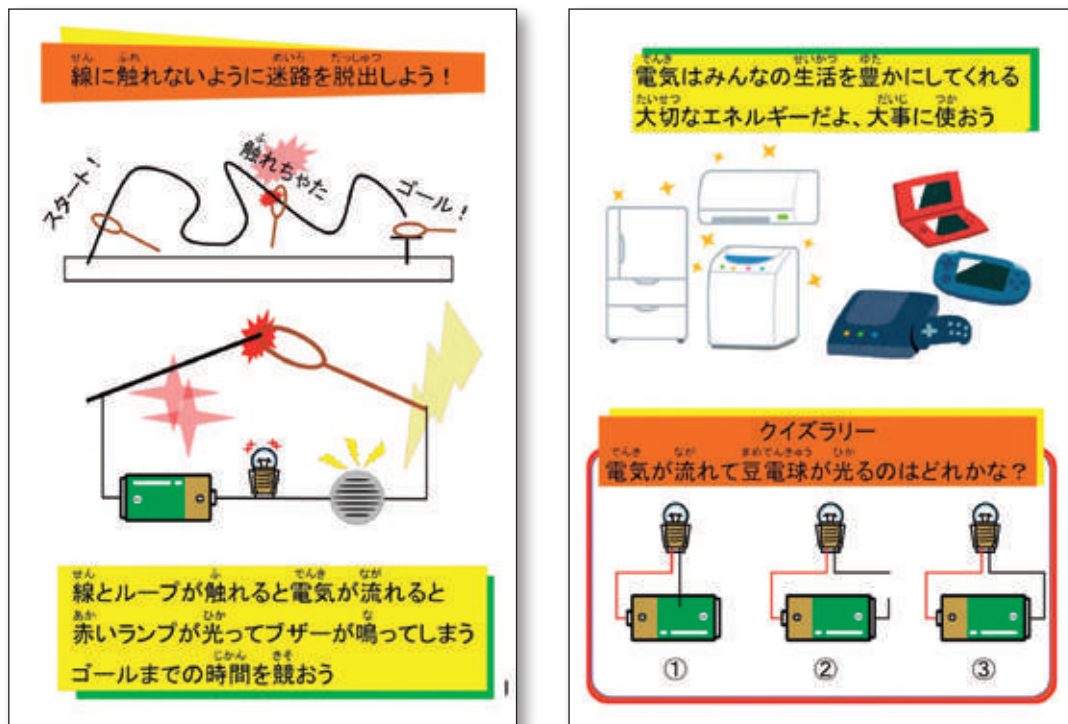 線に触れないように迷路を脱出しよう！
スタート！
触れちゃた
ゴール！
線とループが触れると電気が流れると
赤いランプが光ってブザーが鳴ってしまう
ゴールまでの時間を競おう
電気はみんなの生活を豊かにしてくれる
大切なエネルギーだよ、大事に使おう
クイズラリー
電気が流れて豆電球が光るのはどれかな？
①
②
③